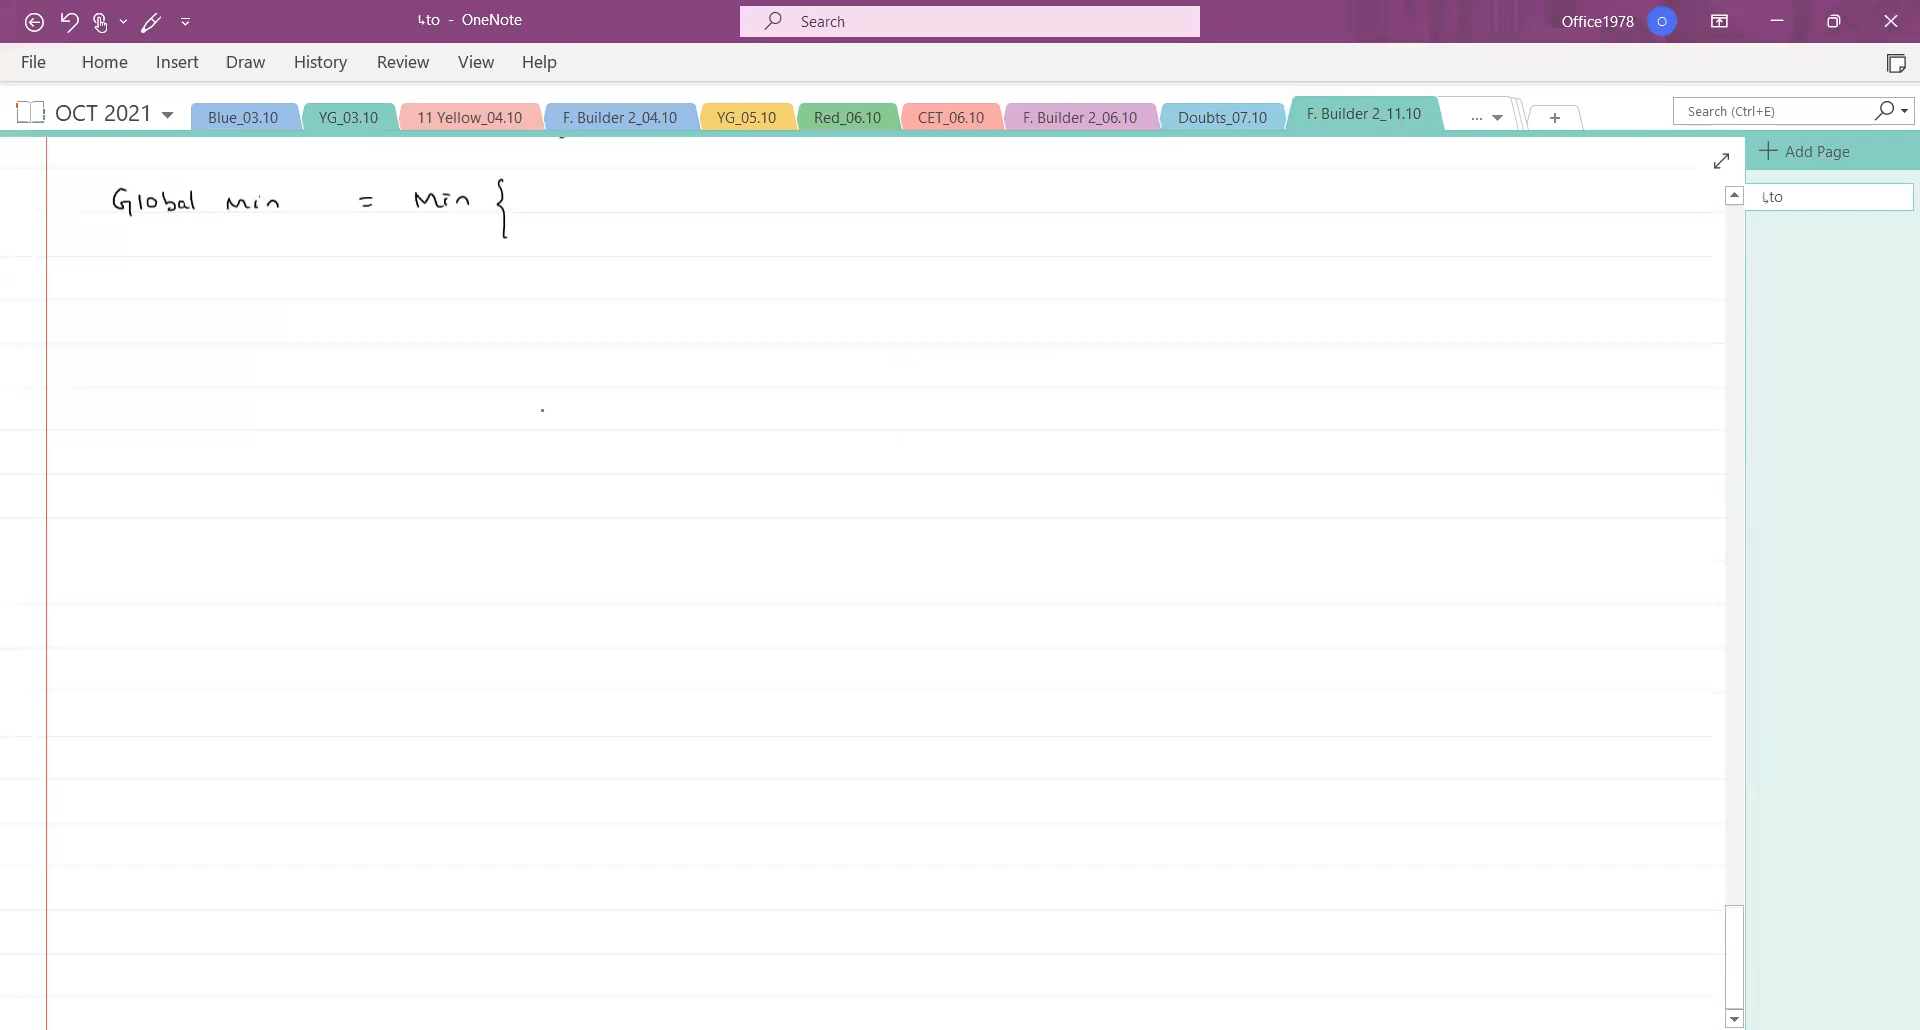 ↳to - OneNote
Search
Office1978
O
File Home Insert Draw History Review View Help
OCT 2021
Blue_03.10
YG_03.10
11 Yellow_04.10
F. Builder 2_04.10
YG_05.10
Red_06.10
CET_06.10
F. Builder 2_06.10
Doubts_07.10
F. Builder 2_11.10
...
Search (Ctrl+E)
Add Page
↳to
Global Min = Min {